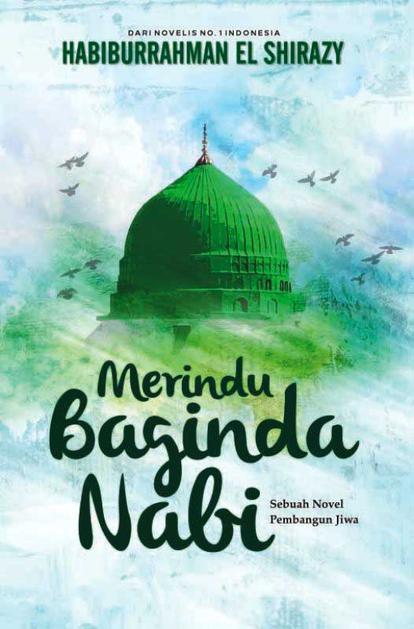 DARI NOVELIS NO. 1 INDONESIA
HABIBURRAHMAN EL SHIRAZY
Merindu
Baginda
Nabi
Sebuah Novel
Pembangun Jiwa